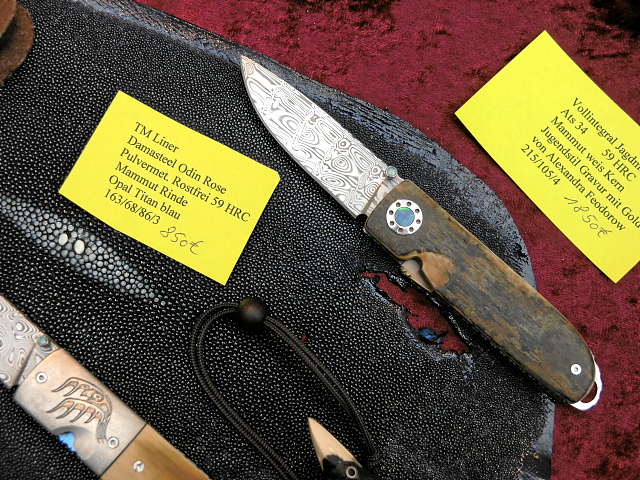 TM Liner
Damasteel Odin Rose
Pulvermet. Rostfrei 59 HRC
Mammut Rinde
Opal Titan blau
163/68/86/3 850€
Vollintegral Jagdm
Ats 34 59 HRC
Mammut weis Kern
Jugendstil Gravur mit Gold
von Alexandra Feodorow
215/105/4
1850€